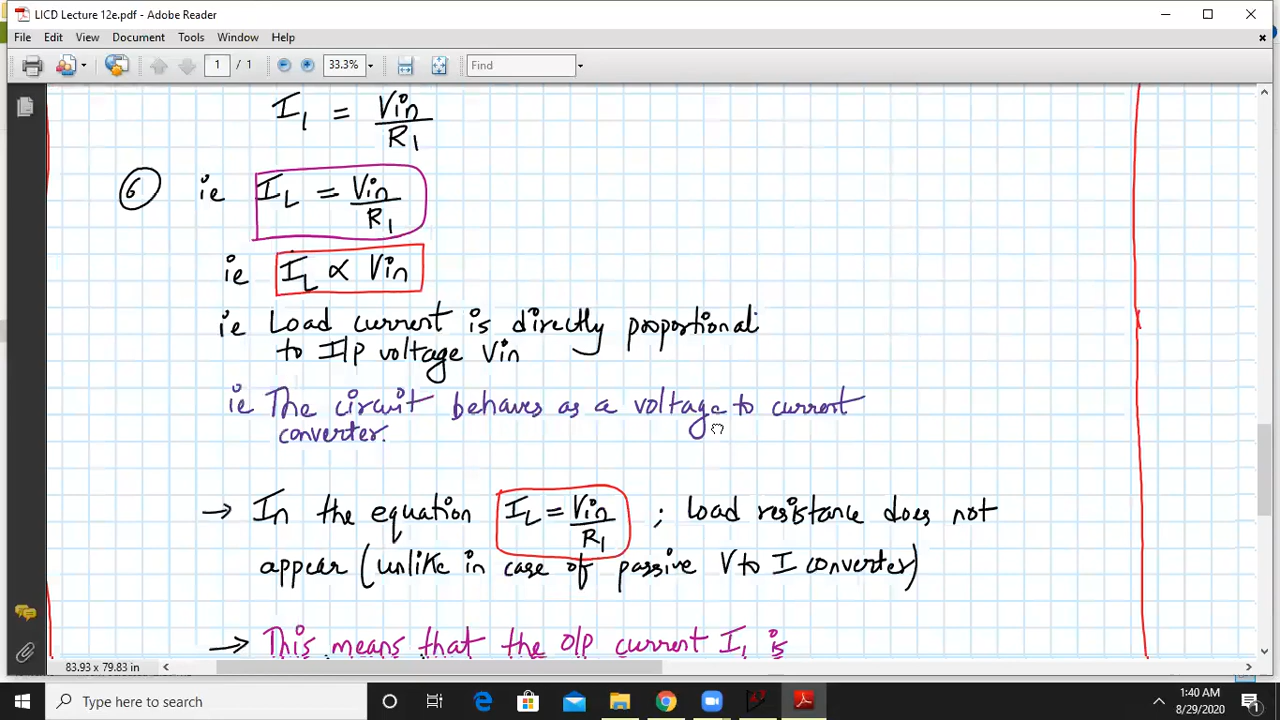 LICD Lecture 12e.pdf - Adobe Reader
File Edit View Document Tools Window Help
1 / 1 33.3% Find
I1 = Vin/R1
6 ie IL = Vin/R1
ie IL ∝ Vin
ie Load current is directly proportional
to I/P voltage Vin
ie The circuit behaves as a voltage to current
converter.
→ In the equation IL = Vin/R1 ; Load resistance does not
appear (unlike in case of passive V to I converter)
→ This means that the O/P current IL is
83.93 x 79.83 in
Type here to search
1:40 AM
8/29/2020